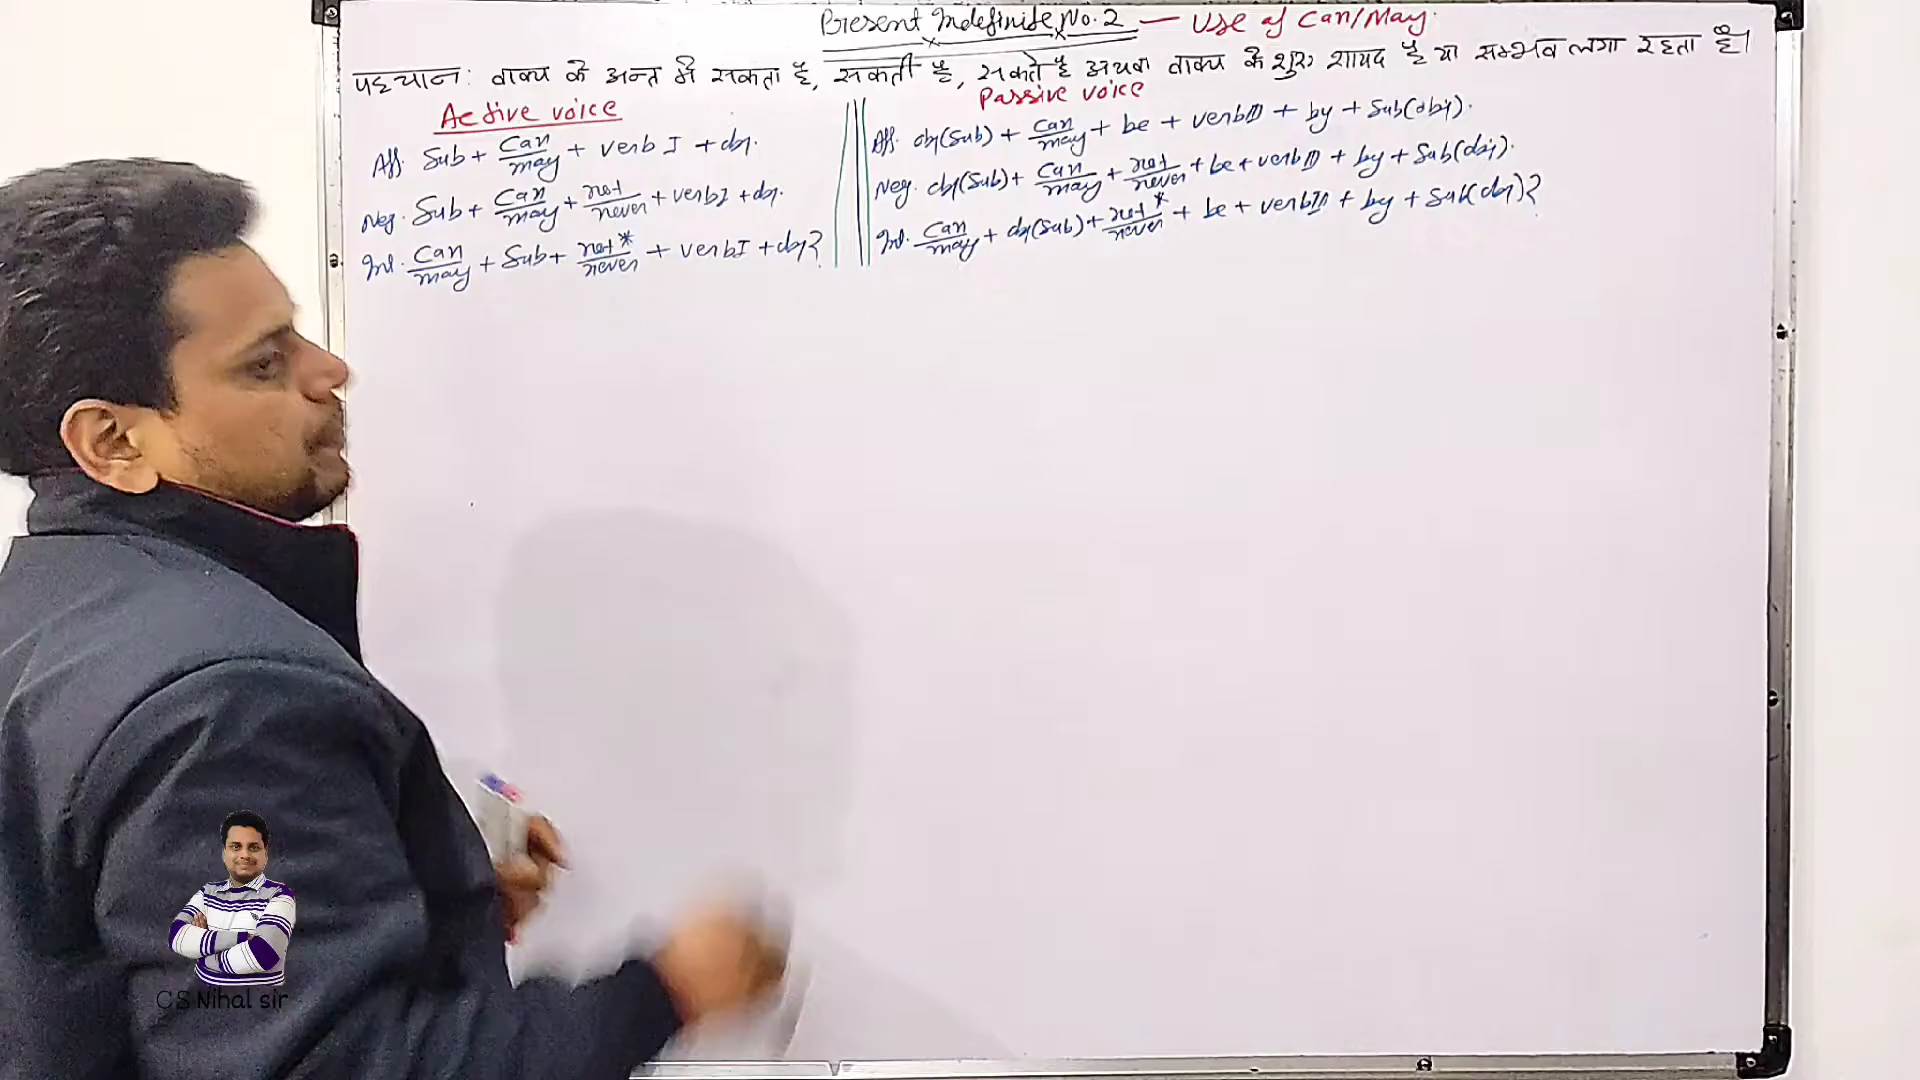 Present Indefinite No. 2 — Use of Can/May.
पहचान: वाक्य के अन्त में सकता है, सकती है, सकते है अथवा वाक्य के शुरु शायद है या सम्भव लगा रहता है।
Active voice
Aff. Sub + Can/may + verb I + obj.
Neg. Sub + Can/may + not/never + verb I + obj.
Int. Can/may + Sub + not*/never + verb I + obj?
Passive voice
Aff. obj(Sub) + Can/may + be + verb III + by + Sub(obj).
Neg. obj(Sub) + Can/may + not/never + be + verb III + by + Sub(obj).
Int. Can/may + obj(Sub) + not*/never + be + verb III + by + Sub(obj)?
CS Nihal sir